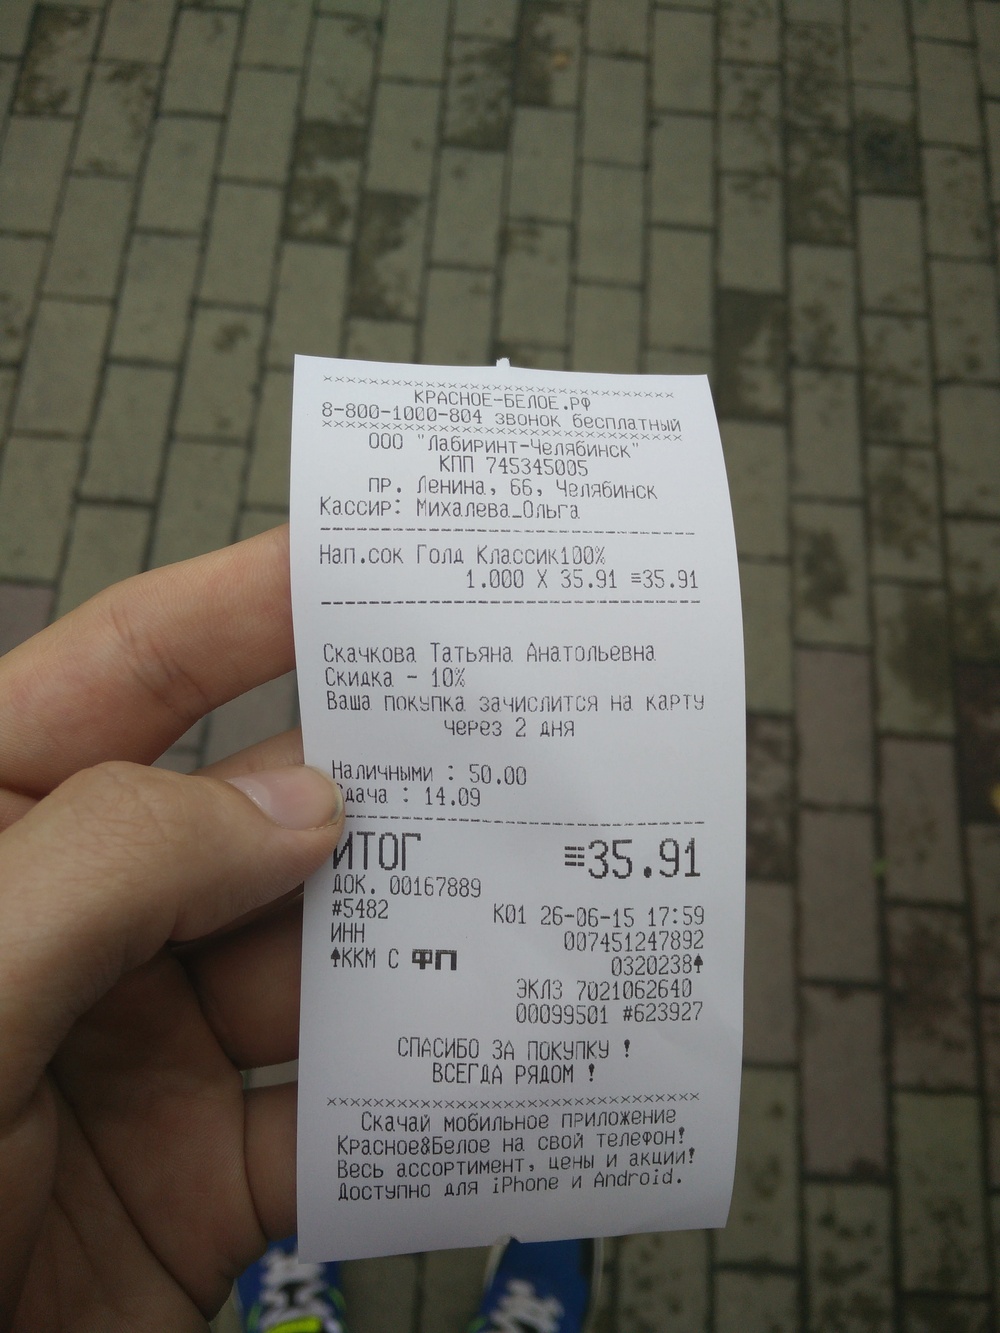 xxxxxxxxxxxxxxxxxxxxxxxxxxxxxxxxxxxx
КРАСНОЕ-БЕЛОЕ.РФ
8-800-1000-804 звонок бесплатный
xxxxxxxxxxxxxxxxxxxxxxxxxxxxxxxxxxxx
ООО "Лабиринт-Челябинск"
КПП 745345005
пр. Ленина, 66, Челябинск
Кассир: Михалева_Ольга
Нап.сок Голд Классик100%
1.000 X 35.91 ≡35.91
Скачкова Татьяна Анатольевна
Скидка - 10%
Ваша покупка зачислится на карту
через 2 дня
Наличными : 50.00
Сдача : 14.09
ИТОГ ≡35.91
ДОК. 00167889
#5482 К01 26-06-15 17:59
ИНН 007451247892
♠ККМ С ФП 0320238♠
ЭКЛЗ 7021062640
00099501 #623927
СПАСИБО ЗА ПОКУПКУ !
ВСЕГДА РЯДОМ !
xxxxxxxxxxxxxxxxxxxxxxxxxxxxxxxxxxxx
Скачай мобильное приложение
Красное&Белое на свой телефон!
Весь ассортимент, цены и акции!
Доступно для iPhone и Android.